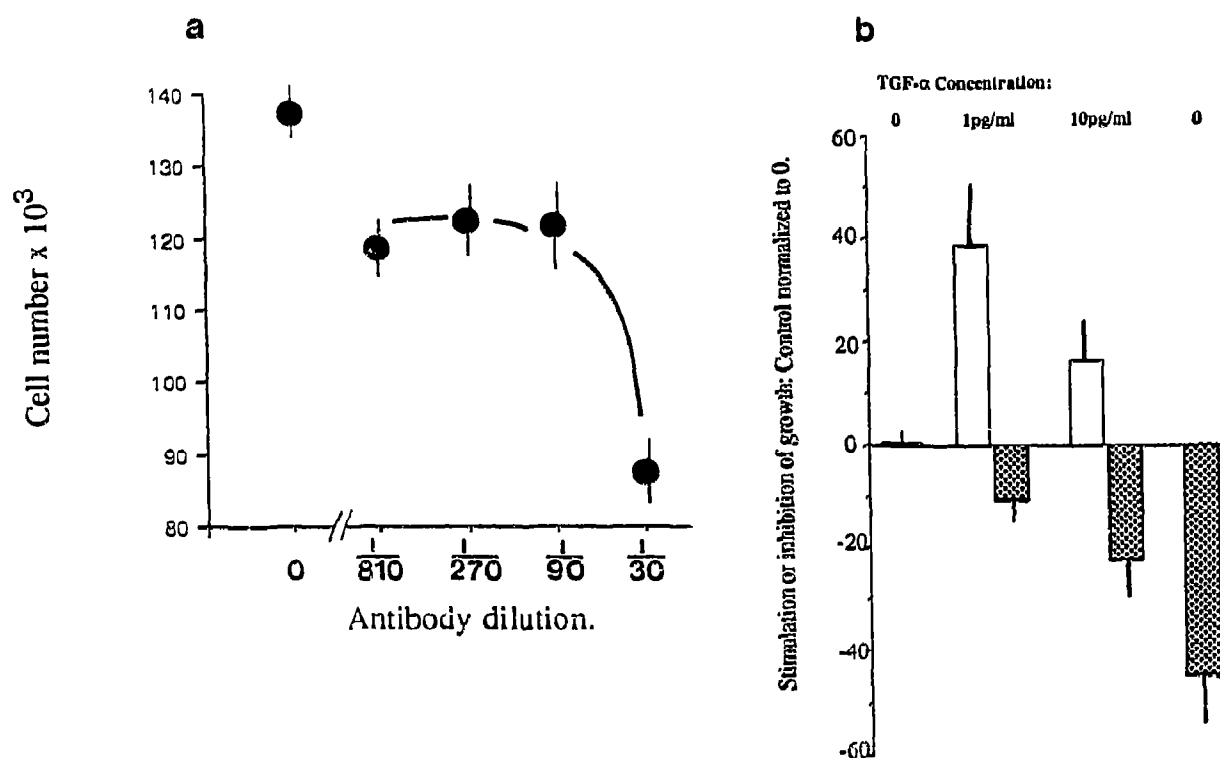 a
Cell number x 10³
140
130
120
110
100
90
80
0
1/810
1/270
1/90
1/30
Antibody dilution.
b
TGF-α Concentration:
0 1pg/ml 10pg/ml 0
Stimulation or inhibition of growth: Control normalized to 0.
60
40
20
0
-20
-40
-60